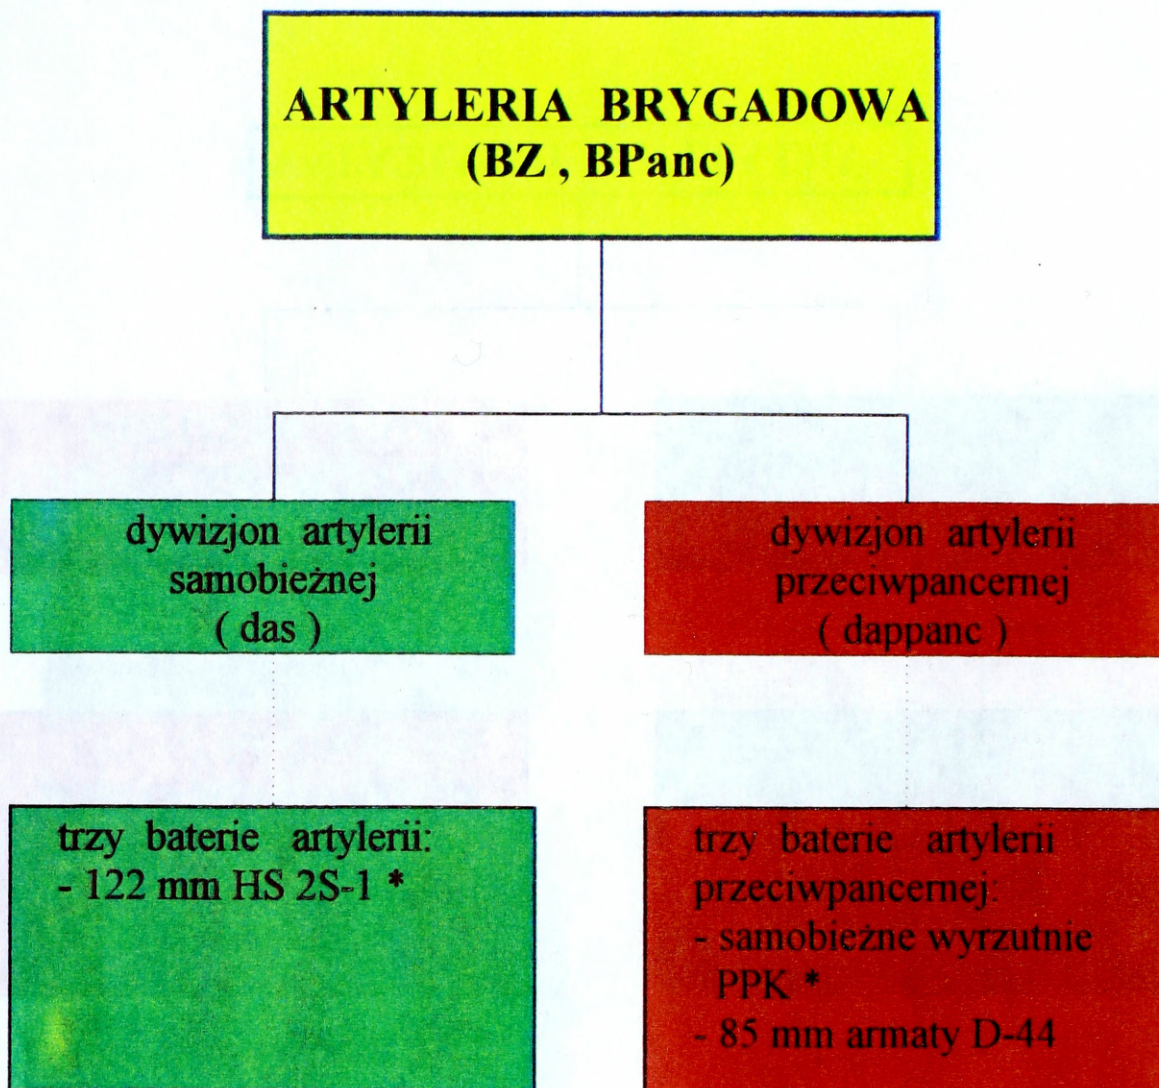 ARTYLERIA BRYGADOWA
(BZ , BPanc)
dywizjon artylerii
samobieżnej
( das )
dywizjon artylerii
przeciwpancernej
( dappanc )
trzy baterie artylerii:
- 122 mm HS 2S-1 *
trzy baterie artylerii
przeciwpancernej:
- samobieżne wyrzutnie
PPK *
- 85 mm armaty D-44